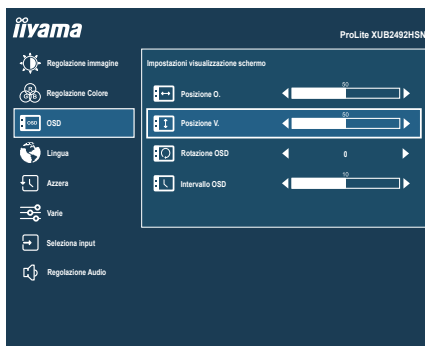 iiyama
ProLite XUB2492HSN
Regolazione immagine
Impostazioni visualizzazione schermo
50
Regolazione Colore
R
G B
Posizione O.
50
OSD
OSD
Posizione V.
Lingua
Rotazione OSD
0
10
Azzera
Intervallo OSD
Varie
Seleziona input
Regolazione Audio